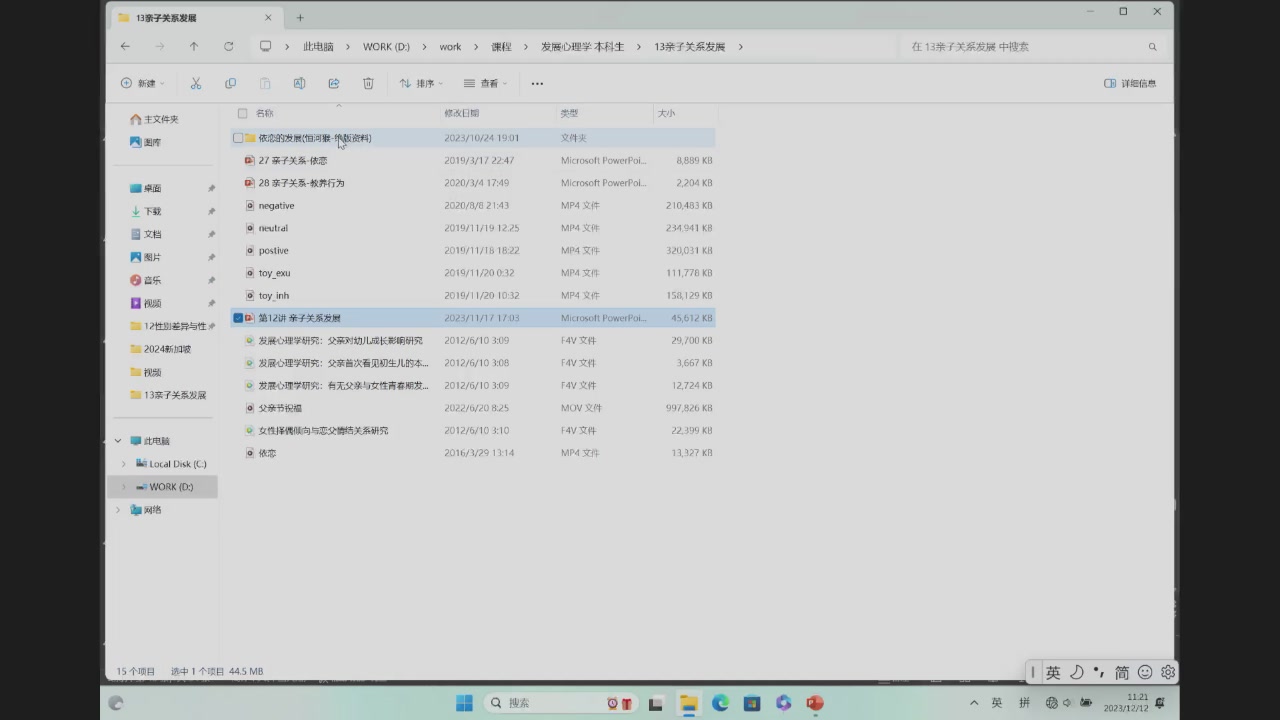 13亲子关系发展
此电脑 > WORK (D:) > work > 课程 > 发展心理学 本科生 > 13亲子关系发展 >
在 13亲子关系发展 中搜索
新建 排序 查看 ··· 详细信息
名称 修改日期 类型 大小
主文件夹
图库
桌面
下载
文档
图片
音乐
视频
12性别差异与性
2024新加坡
视频
13亲子关系发展
此电脑
Local Disk (C:)
WORK (D:)
网络
依恋的发展(恒河猴-绝版资料) 2023/10/24 19:01 文件夹
27 亲子关系-依恋 2019/3/17 22:47 Microsoft PowerPoi... 8,889 KB
28 亲子关系-教养行为 2020/3/4 17:49 Microsoft PowerPoi... 2,204 KB
negative 2020/8/8 21:43 MP4 文件 210,483 KB
neutral 2019/11/19 12:25 MP4 文件 234,941 KB
postive 2019/11/18 18:22 MP4 文件 320,031 KB
toy_exu 2019/11/20 0:32 MP4 文件 111,778 KB
toy_inh 2019/11/20 10:32 MP4 文件 158,129 KB
第12讲 亲子关系发展 2023/11/17 17:03 Microsoft PowerPoi... 45,612 KB
发展心理学研究：父亲对幼儿成长影响研究 2012/6/10 3:09 F4V 文件 29,700 KB
发展心理学研究：父亲首次看见初生儿的本... 2012/6/10 3:08 F4V 文件 3,667 KB
发展心理学研究：有无父亲与女性青春期发... 2012/6/10 3:09 F4V 文件 12,724 KB
父亲节祝福 2022/6/20 8:25 MOV 文件 997,826 KB
女性择偶倾向与恋父情结关系研究 2012/6/10 3:10 F4V 文件 22,399 KB
依恋 2016/3/29 13:14 MP4 文件 13,327 KB
15 个项目 选中 1 个项目 44.5 MB
英 简
搜索
英 拼
11:21
2023/12/12